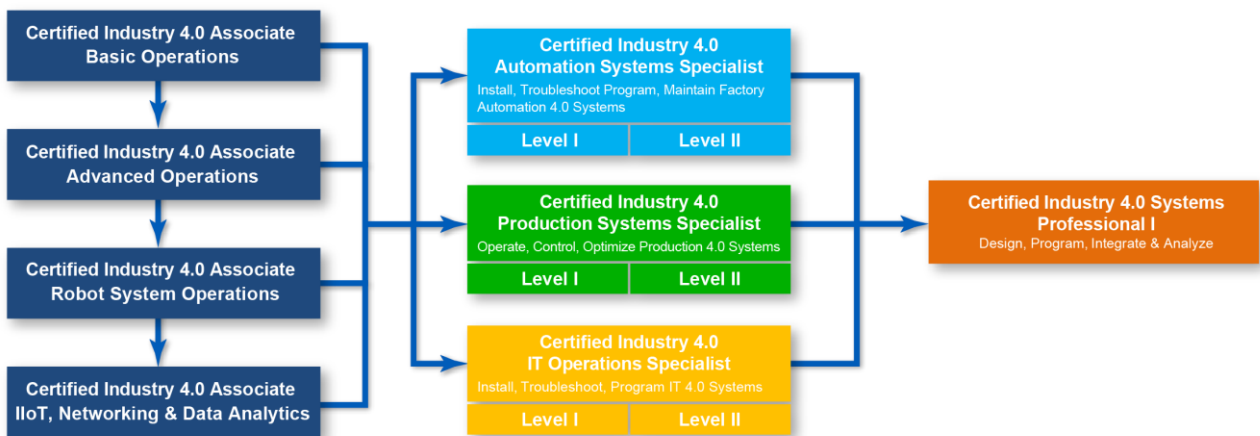 Certified Industry 4.0 Associate
Basic Operations
Certified Industry 4.0 Associate
Advanced Operations
Certified Industry 4.0 Associate
Robot System Operations
Certified Industry 4.0 Associate
IIoT, Networking & Data Analytics
Certified Industry 4.0
Automation Systems Specialist
Install, Troubleshoot Program, Maintain Factory
Automation 4.0 Systems
Level I
Level II
Certified Industry 4.0
Production Systems Specialist
Operate, Control, Optimize Production 4.0 Systems
Level I
Level II
Certified Industry 4.0
IT Operations Specialist
Install, Troubleshoot, Program IT 4.0 Systems
Level I
Level II
Certified Industry 4.0 Systems
Professional I
Design, Program, Integrate & Analyze